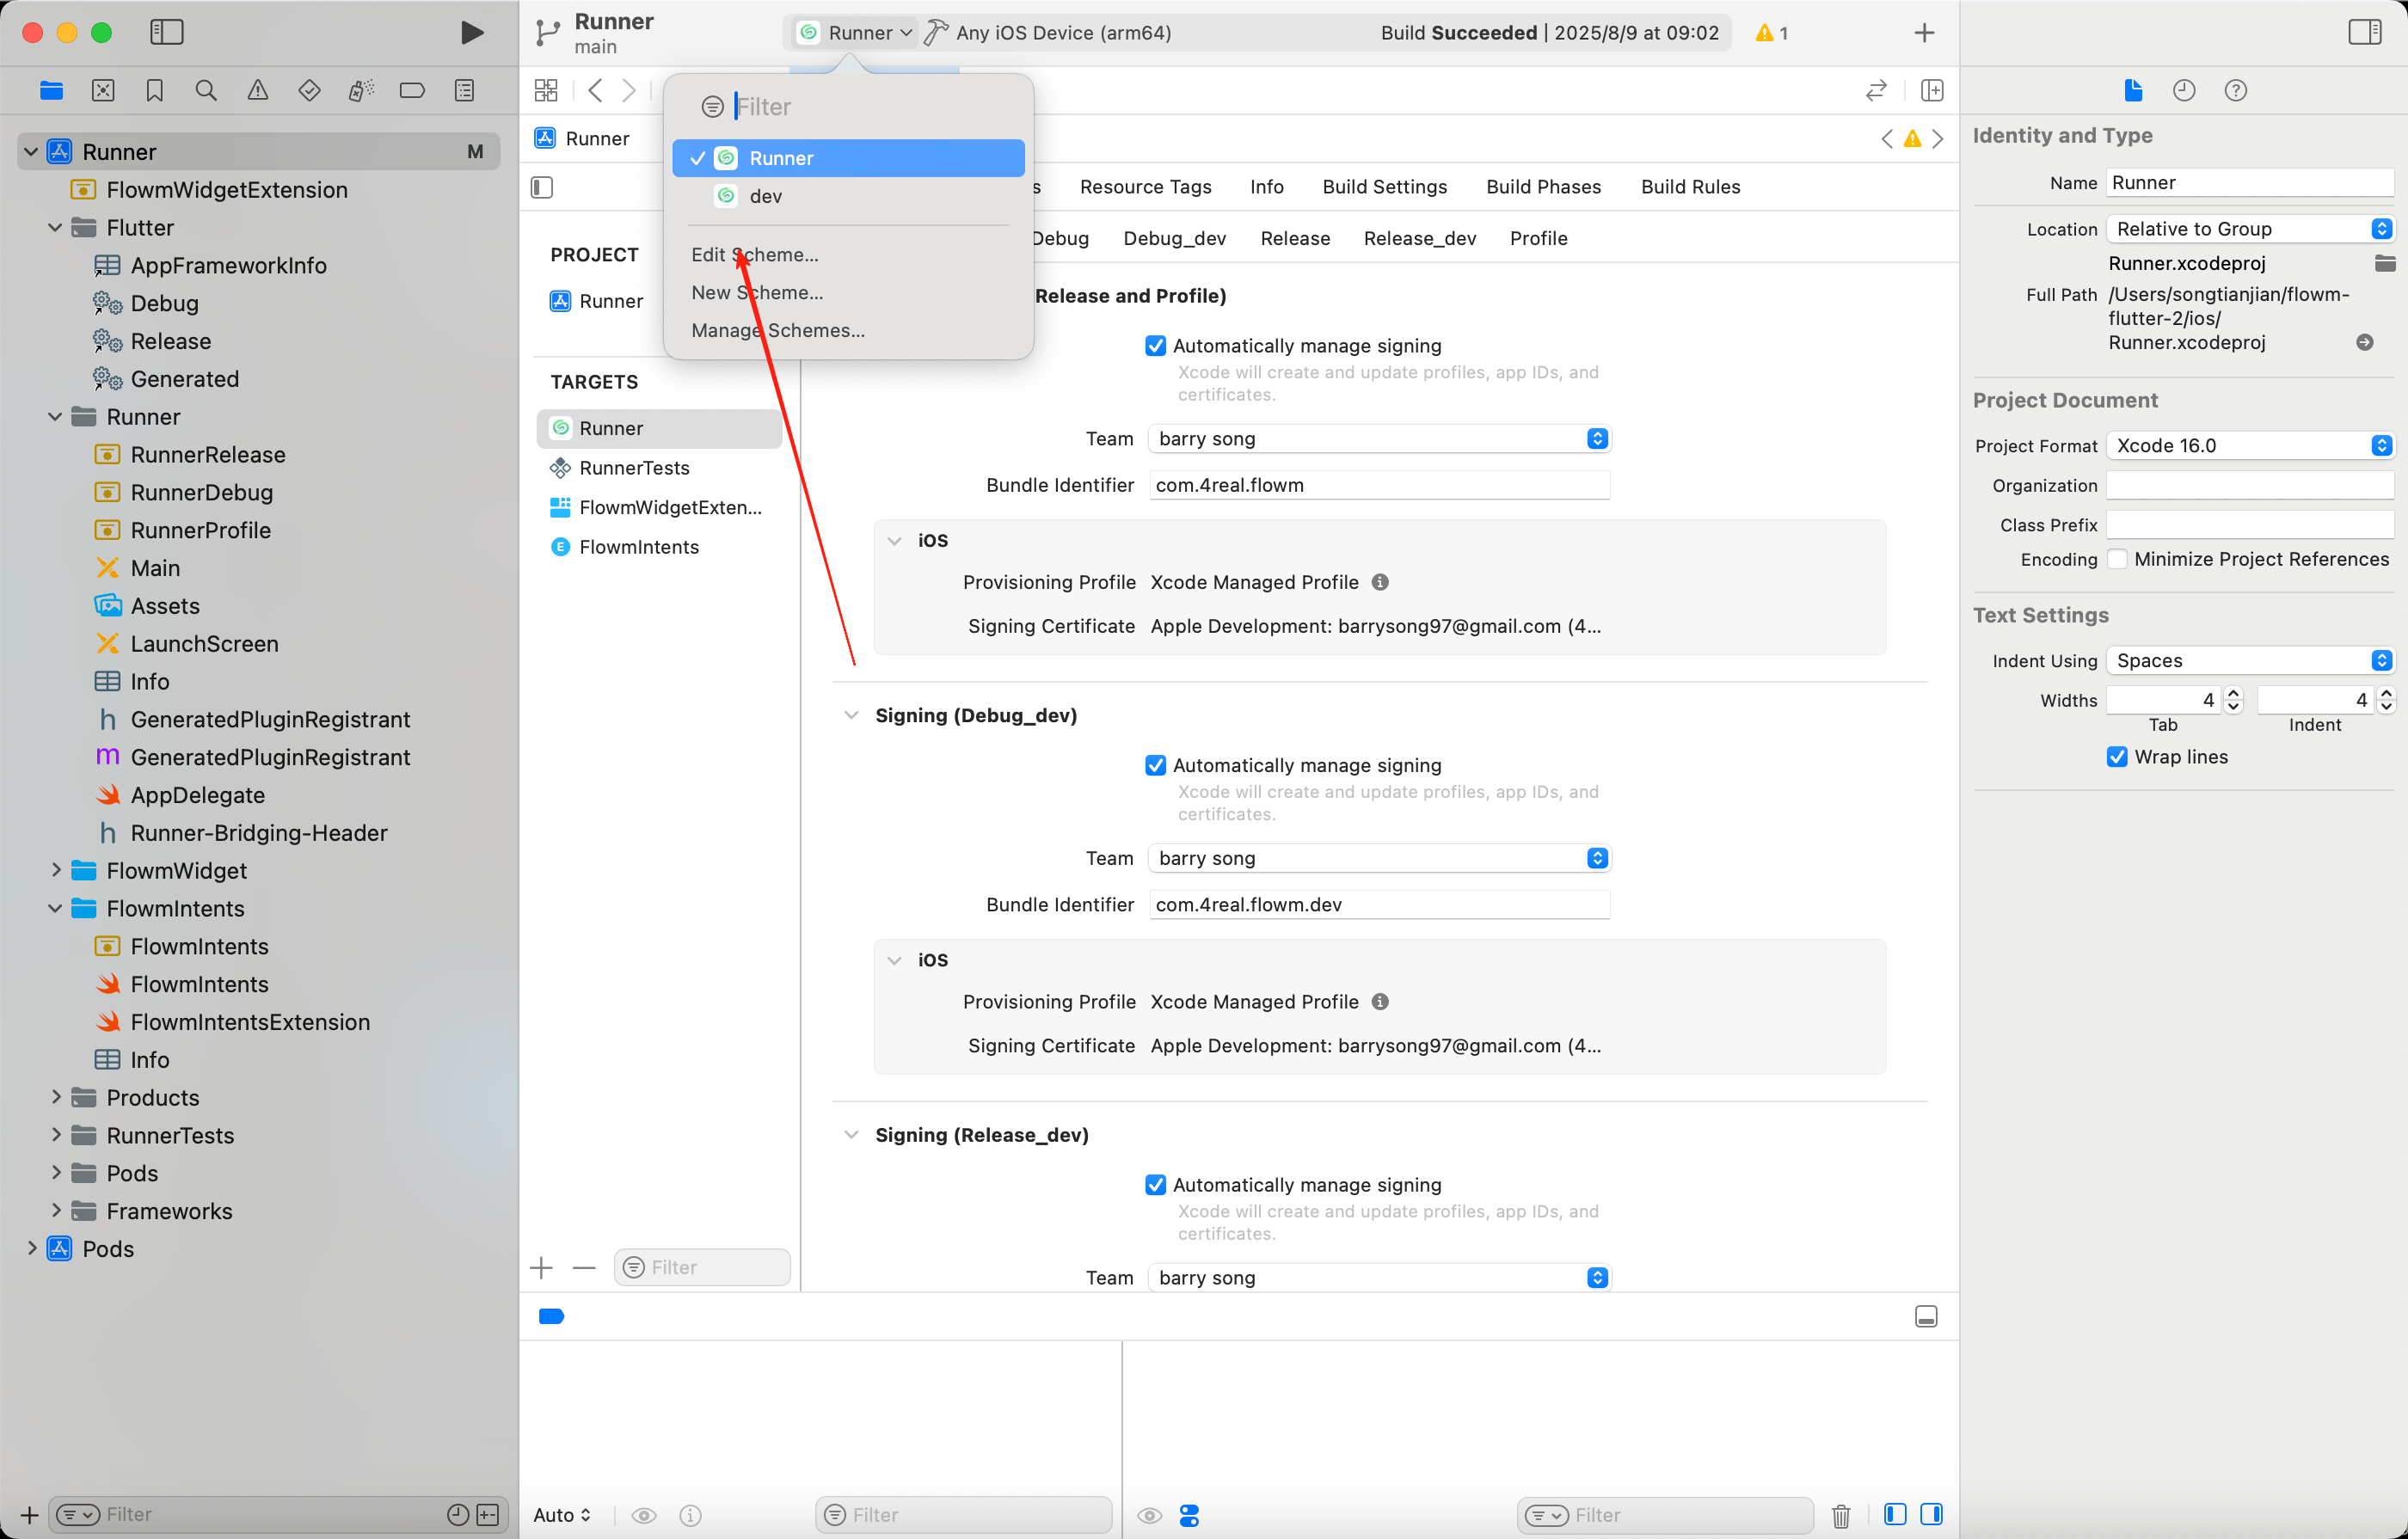 Runner
main
Runner
Any iOS Device (arm64)
Build Succeeded | 2025/8/9 at 09:02
1
Runner
M
FlowmWidgetExtension
Flutter
AppFrameworkInfo
Debug
Release
Generated
Runner
RunnerRelease
RunnerDebug
RunnerProfile
Main
Assets
LaunchScreen
Info
GeneratedPluginRegistrant
GeneratedPluginRegistrant
AppDelegate
Runner-Bridging-Header
FlowmWidget
FlowmIntents
FlowmIntents
FlowmIntents
FlowmIntentsExtension
Info
Products
RunnerTests
Pods
Frameworks
Pods
Filter
Filter
Runner
dev
Edit Scheme...
New Scheme...
Manage Schemes...
Runner
s
Resource Tags
Info
Build Settings
Build Phases
Build Rules
PROJECT
Runner
TARGETS
Runner
RunnerTests
FlowmWidgetExten...
FlowmIntents
Filter
Debug
Debug_dev
Release
Release_dev
Profile
Release and Profile)
Automatically manage signing
Xcode will create and update profiles, app IDs, and
certificates.
Team
barry song
Bundle Identifier
com.4real.flowm
iOS
Provisioning Profile
Xcode Managed Profile
Signing Certificate
Apple Development: barrysong97@gmail.com (4...
Signing (Debug_dev)
Automatically manage signing
Xcode will create and update profiles, app IDs, and
certificates.
Team
barry song
Bundle Identifier
com.4real.flowm.dev
iOS
Provisioning Profile
Xcode Managed Profile
Signing Certificate
Apple Development: barrysong97@gmail.com (4...
Signing (Release_dev)
Automatically manage signing
Xcode will create and update profiles, app IDs, and
certificates.
Team
barry song
Auto
Filter
Filter
Identity and Type
Name
Runner
Location
Relative to Group
Runner.xcodeproj
Full Path
/Users/songtianjian/flowm-
flutter-2/ios/
Runner.xcodeproj
Project Document
Project Format
Xcode 16.0
Organization
Class Prefix
Encoding
Minimize Project References
Text Settings
Indent Using
Spaces
Widths
4
4
Tab
Indent
Wrap lines